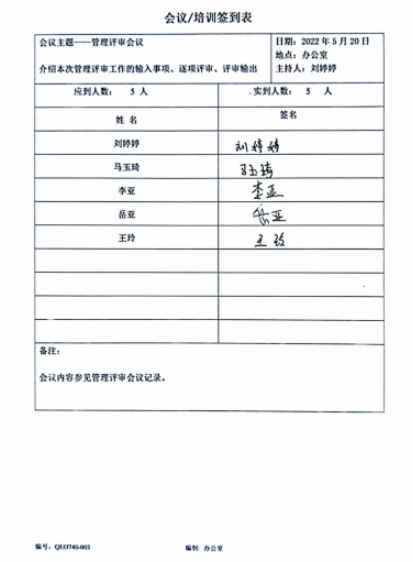 会议/培训签到表
会议主题——管理评审会议
介绍本次管理评审工作的输入事项、逐项评审、评审输出
日期：2022 年 5 月 20 日
地点：办公室
主持人：刘婷婷
应到人数： 5 人
实到人数： 5 人
姓 名
签名
刘婷婷
刘婷婷
马玉琦
马玉琦
李亚
李亚
岳亚
岳亚
王玲
王玲
备注：
会议内容参见管理评审会议记录。
编号：QEO746-003
编制：办公室